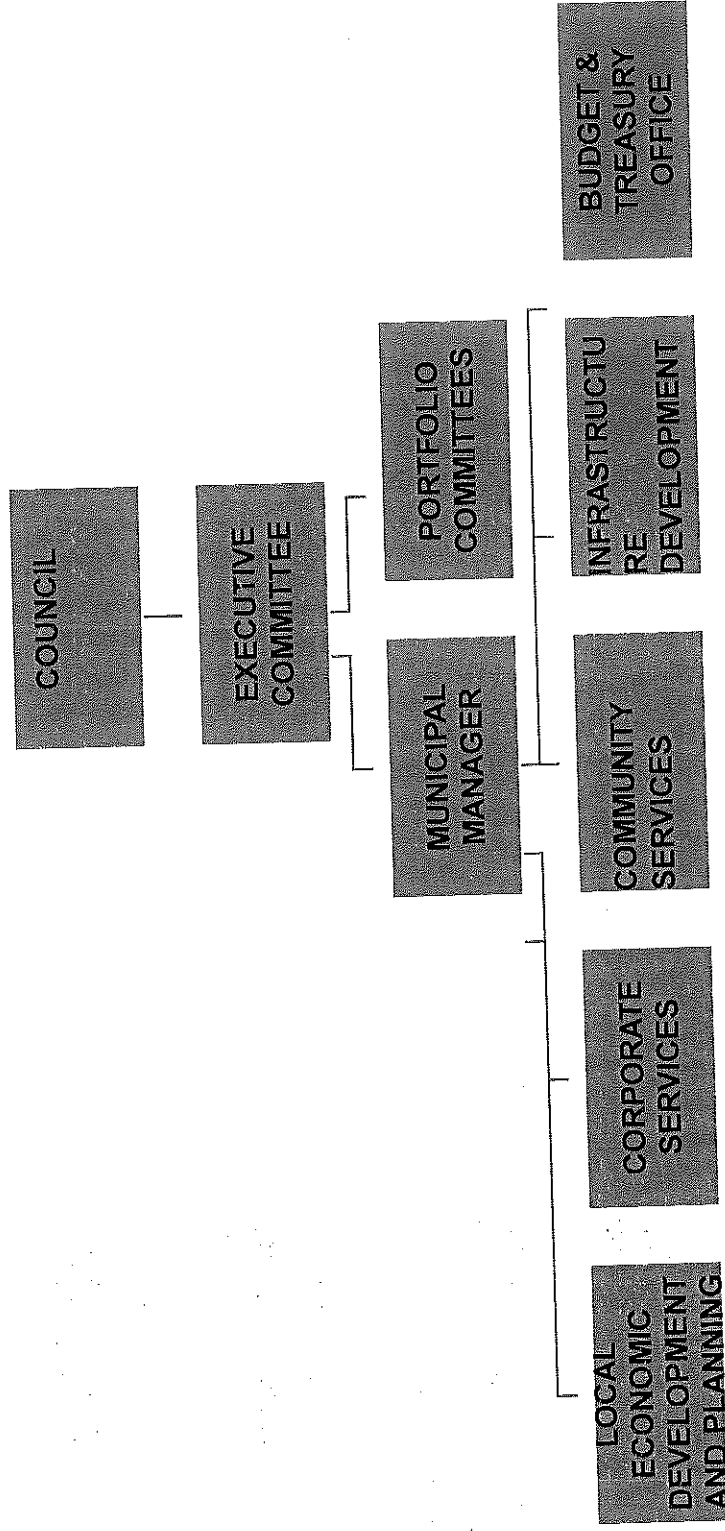 COUNCIL
EXECUTIVE
COMMITTEE
MUNICIPAL
MANAGER
PORTFOLIO
COMMITTEES
LOCAL
ECONOMIC
DEVELOPMENT
AND PLANNING
CORPORATE
SERVICES
COMMUNITY
SERVICES
INFRASTRUCTU
RE
DEVELOPMENT
BUDGET &
TREASURY
OFFICE